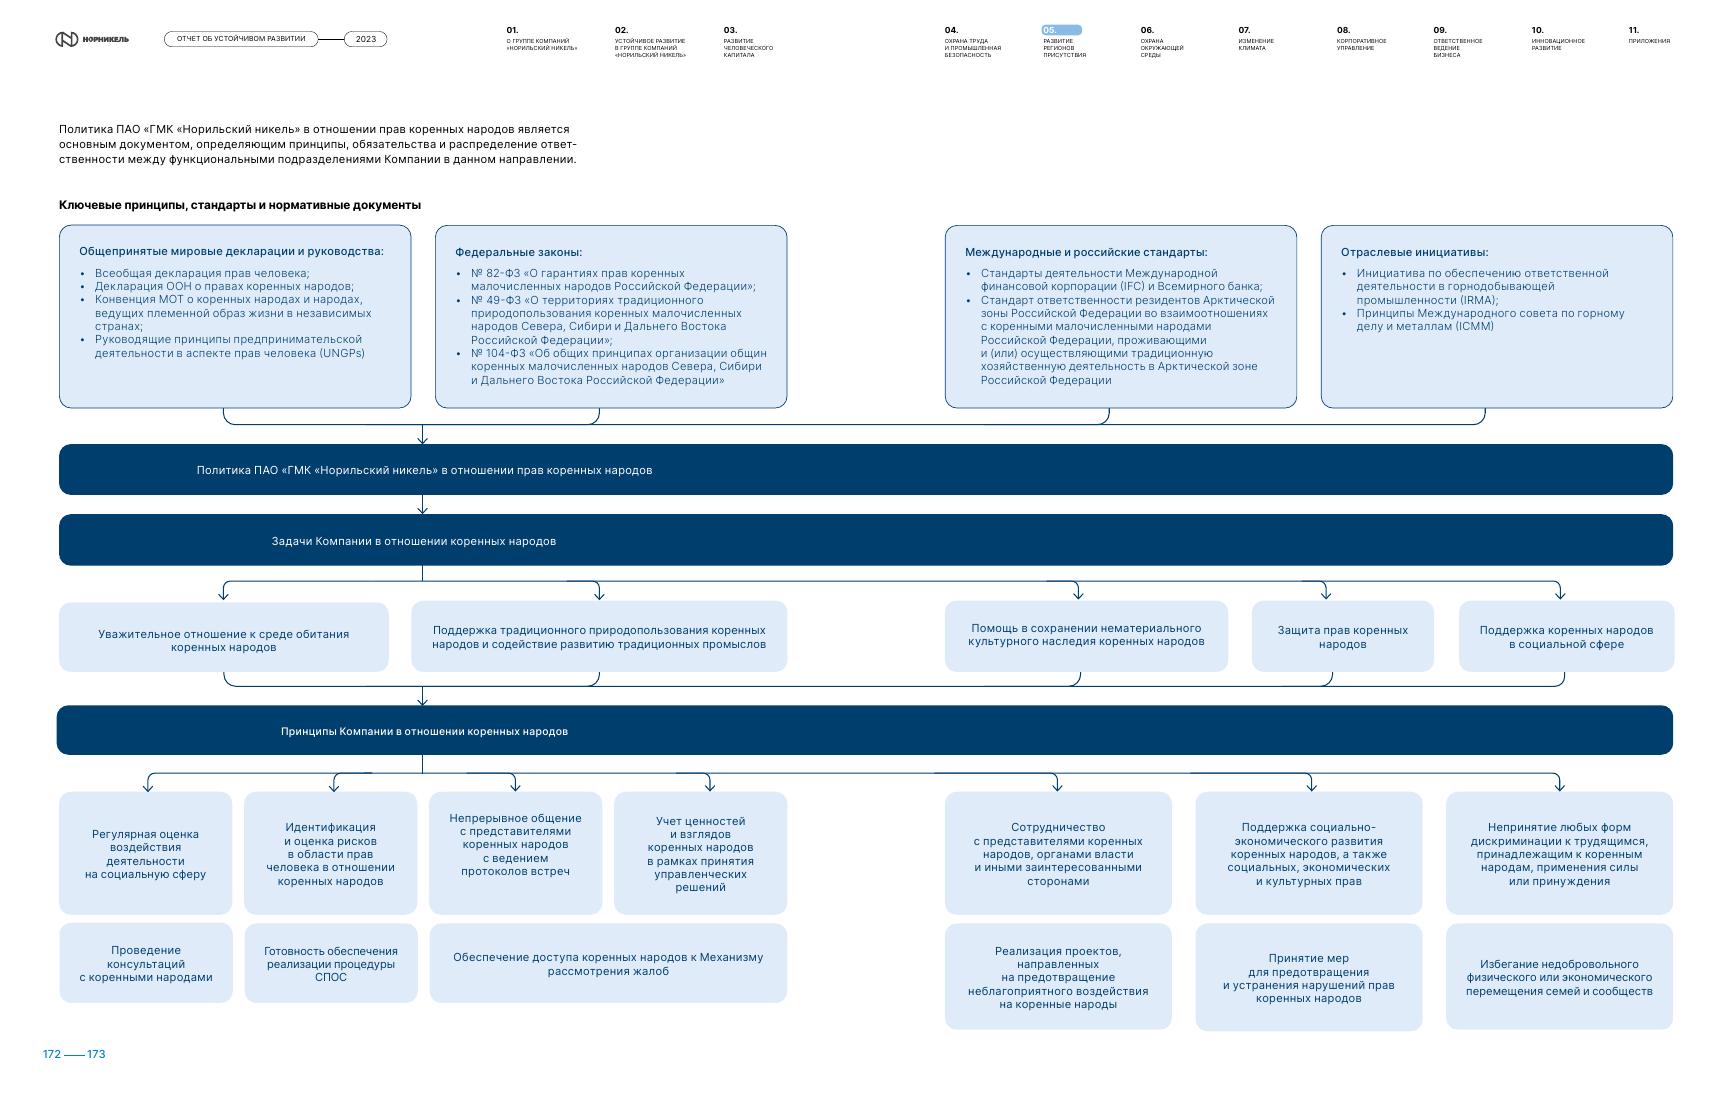 НОРНИКЕЛЬ
ОТЧЕТ ОБ УСТОЙЧИВОМ РАЗВИТИИ
2023
01.
О ГРУППЕ КОМПАНИЙ
«НОРИЛЬСКИЙ НИКЕЛЬ»
02.
УСТОЙЧИВОЕ РАЗВИТИЕ
В ГРУППЕ КОМПАНИЙ
«НОРИЛЬСКИЙ НИКЕЛЬ»
03.
РАЗВИТИЕ
ЧЕЛОВЕЧЕСКОГО
КАПИТАЛА
04.
ОХРАНА ТРУДА
И ПРОМЫШЛЕННАЯ
БЕЗОПАСНОСТЬ
05.
РАЗВИТИЕ
РЕГИОНОВ
ПРИСУТСТВИЯ
06.
ОХРАНА
ОКРУЖАЮЩЕЙ
СРЕДЫ
07.
ИЗМЕНЕНИЕ
КЛИМАТА
08.
КОРПОРАТИВНОЕ
УПРАВЛЕНИЕ
09.
ОТВЕТСТВЕННОЕ
ВЕДЕНИЕ
БИЗНЕСА
10.
ИННОВАЦИОННОЕ
РАЗВИТИЕ
11.
ПРИЛОЖЕНИЯ
Политика ПАО «ГМК «Норильский никель» в отношении прав коренных народов является
основным документом, определяющим принципы, обязательства и распределение ответ-
ственности между функциональными подразделениями Компании в данном направлении.
Ключевые принципы, стандарты и нормативные документы
Общепринятые мировые декларации и руководства:
• Всеобщая декларация прав человека;
• Декларация ООН о правах коренных народов;
• Конвенция МОТ о коренных народах и народах,
ведущих племенной образ жизни в независимых
странах;
• Руководящие принципы предпринимательской
деятельности в аспекте прав человека (UNGPs)
Федеральные законы:
• № 82-ФЗ «О гарантиях прав коренных
малочисленных народов Российской Федерации»;
• № 49-ФЗ «О территориях традиционного
природопользования коренных малочисленных
народов Севера, Сибири и Дальнего Востока
Российской Федерации»;
• № 104-ФЗ «Об общих принципах организации общин
коренных малочисленных народов Севера, Сибири
и Дальнего Востока Российской Федерации»
Международные и российские стандарты:
• Стандарты деятельности Международной
финансовой корпорации (IFC) и Всемирного банка;
• Стандарт ответственности резидентов Арктической
зоны Российской Федерации во взаимоотношениях
с коренными малочисленными народами
Российской Федерации, проживающими
и (или) осуществляющими традиционную
хозяйственную деятельность в Арктической зоне
Российской Федерации
Отраслевые инициативы:
• Инициатива по обеспечению ответственной
деятельности в горнодобывающей
промышленности (IRMA);
• Принципы Международного совета по горному
делу и металлам (ICMM)
Политика ПАО «ГМК «Норильский никель» в отношении прав коренных народов
Задачи Компании в отношении коренных народов
Уважительное отношение к среде обитания
коренных народов
Поддержка традиционного природопользования коренных
народов и содействие развитию традиционных промыслов
Помощь в сохранении нематериального
культурного наследия коренных народов
Защита прав коренных
народов
Поддержка коренных народов
в социальной сфере
Принципы Компании в отношении коренных народов
Регулярная оценка
воздействия
деятельности
на социальную сферу
Идентификация
и оценка рисков
в области прав
человека в отношении
коренных народов
Непрерывное общение
с представителями
коренных народов
с ведением
протоколов встреч
Учет ценностей
и взглядов
коренных народов
в рамках принятия
управленческих
решений
Сотрудничество
с представителями коренных
народов, органами власти
и иными заинтересованными
сторонами
Поддержка социально-
экономического развития
коренных народов, а также
социальных, экономических
и культурных прав
Непринятие любых форм
дискриминации к трудящимся,
принадлежащим к коренным
народам, применения силы
или принуждения
Проведение
консультаций
с коренными народами
Готовность обеспечения
реализации процедуры
СПОС
Обеспечение доступа коренных народов к Механизму
рассмотрения жалоб
Реализация проектов,
направленных
на предотвращение
неблагоприятного воздействия
на коренные народы
Принятие мер
для предотвращения
и устранения нарушений прав
коренных народов
Избегание недобровольного
физического или экономического
перемещения семей и сообществ
172 — 173